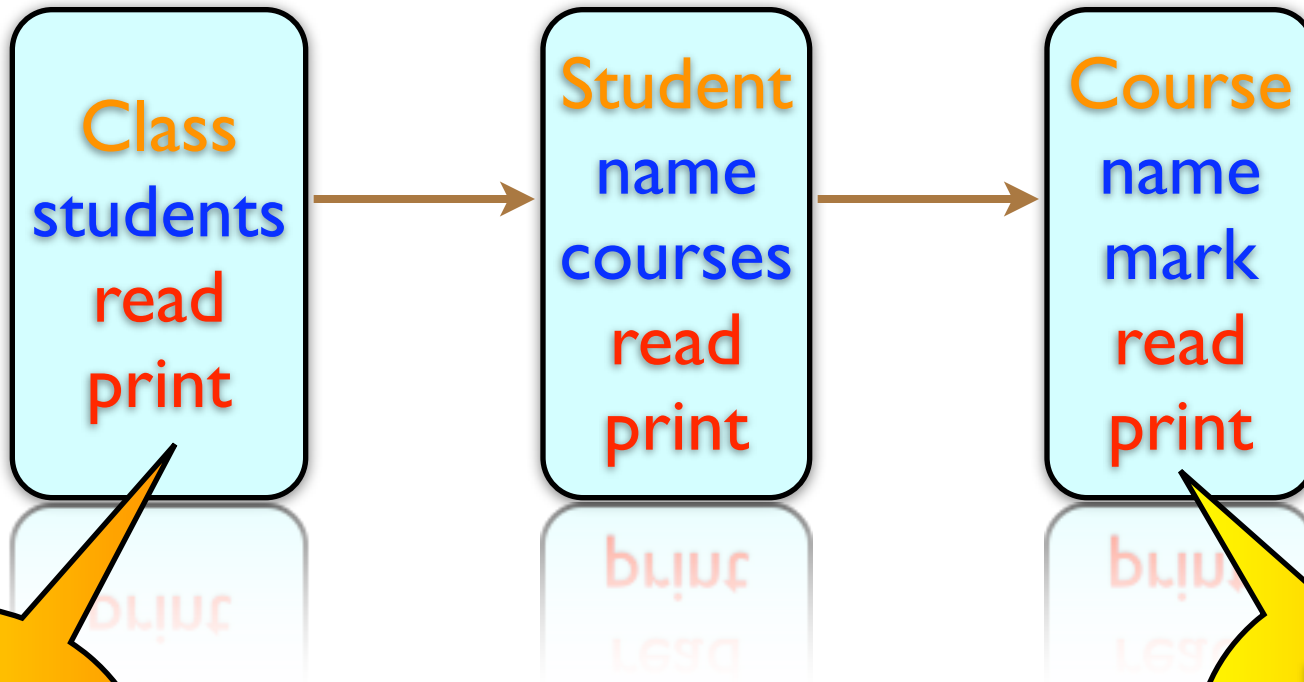 Class
students
read
print
Student
name
courses
read
print
Course
name
mark
read
print